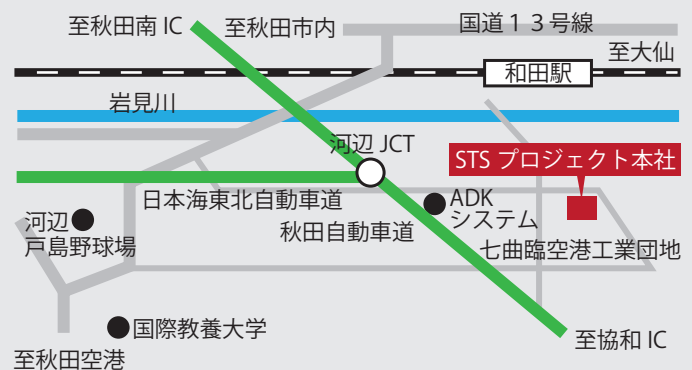 至秋田南 IC
至秋田市内
国道１３号線
至大仙
和田駅
岩見川
河辺 JCT
STS プロジェクト本社
日本海東北自動車道
ADK
システム
河辺
戸島野球場
秋田自動車道
七曲臨空港工業団地
国際教養大学
至協和 IC
至秋田空港